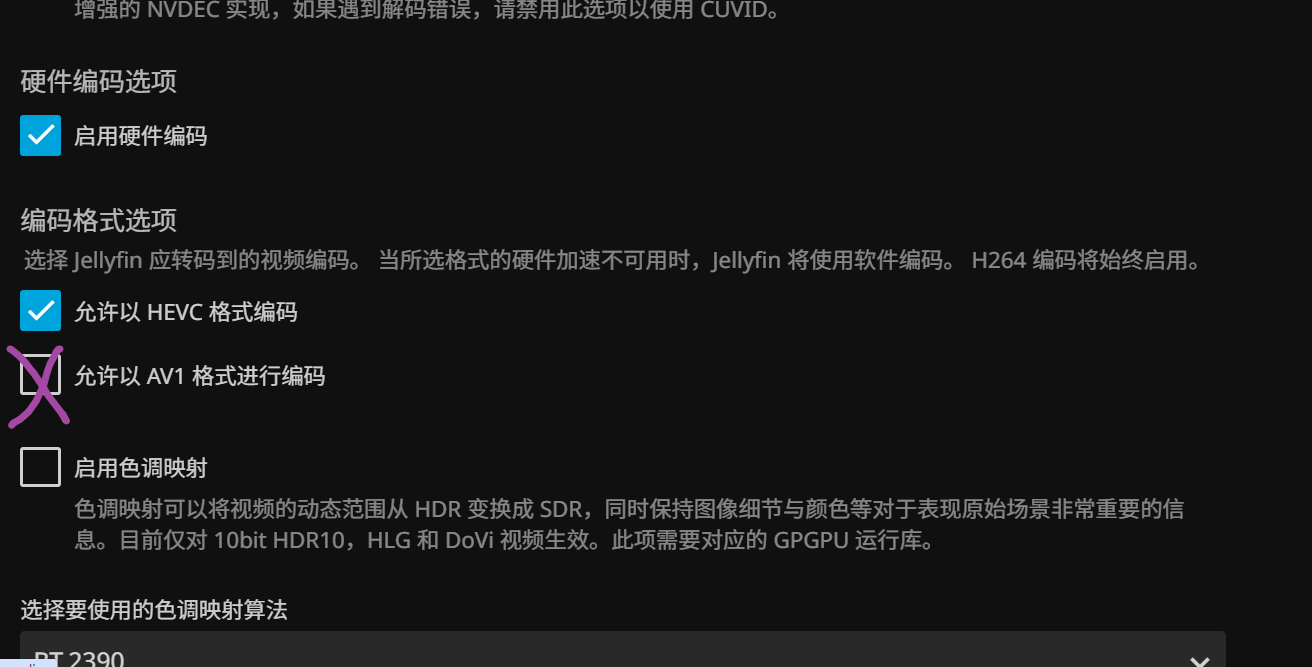 增强的 NVDEC 实现，如果遇到解码错误，请禁用此选项以使用 CUVID。
硬件编码选项
启用硬件编码
编码格式选项
选择 Jellyfin 应转码到的视频编码。 当所选格式的硬件加速不可用时，Jellyfin 将使用软件编码。 H264 编码将始终启用。
允许以 HEVC 格式编码
允许以 AV1 格式进行编码
启用色调映射
色调映射可以将视频的动态范围从 HDR 变换成 SDR，同时保持图像细节与颜色等对于表现原始场景非常重要的信
息。目前仅对 10bit HDR10，HLG 和 DoVi 视频生效。此项需要对应的 GPGPU 运行库。
选择要使用的色调映射算法
BT.2390